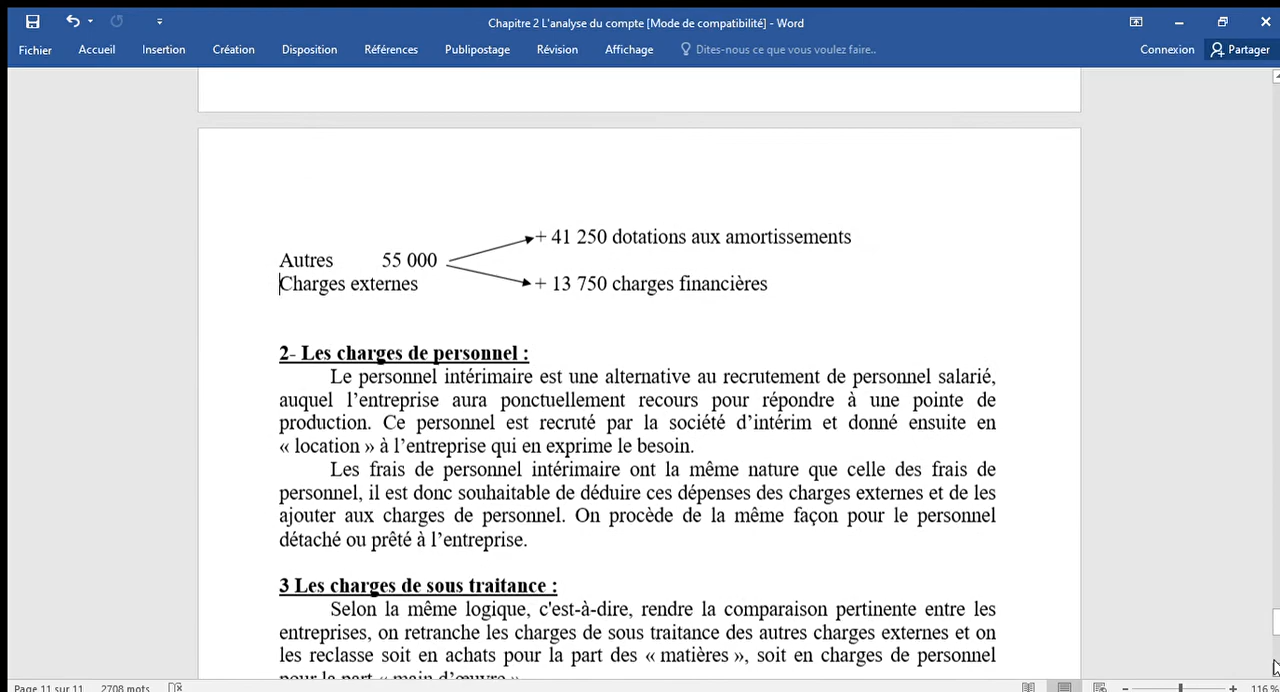 Chapitre 2 L'analyse du compte [Mode de compatibilité] - Word
Fichier Accueil Insertion Création Disposition Références Publipostage Révision Affichage Dites-nous ce que vous voulez faire.. Connexion Partager
+ 41 250 dotations aux amortissements
Autres 55 000
Charges externes + 13 750 charges financières
2- Les charges de personnel :
Le personnel intérimaire est une alternative au recrutement de personnel salarié,
auquel l’entreprise aura ponctuellement recours pour répondre à une pointe de
production. Ce personnel est recruté par la société d’intérim et donné ensuite en
« location » à l’entreprise qui en exprime le besoin.
Les frais de personnel intérimaire ont la même nature que celle des frais de
personnel, il est donc souhaitable de déduire ces dépenses des charges externes et de les
ajouter aux charges de personnel. On procède de la même façon pour le personnel
détaché ou prêté à l’entreprise.
3 Les charges de sous traitance :
Selon la même logique, c'est-à-dire, rendre la comparaison pertinente entre les
entreprises, on retranche les charges de sous traitance des autres charges externes et on
les reclasse soit en achats pour la part des « matières », soit en charges de personnel
pour la part « main d’œuvre »
Page 11 sur 11 2708 mots 116 %